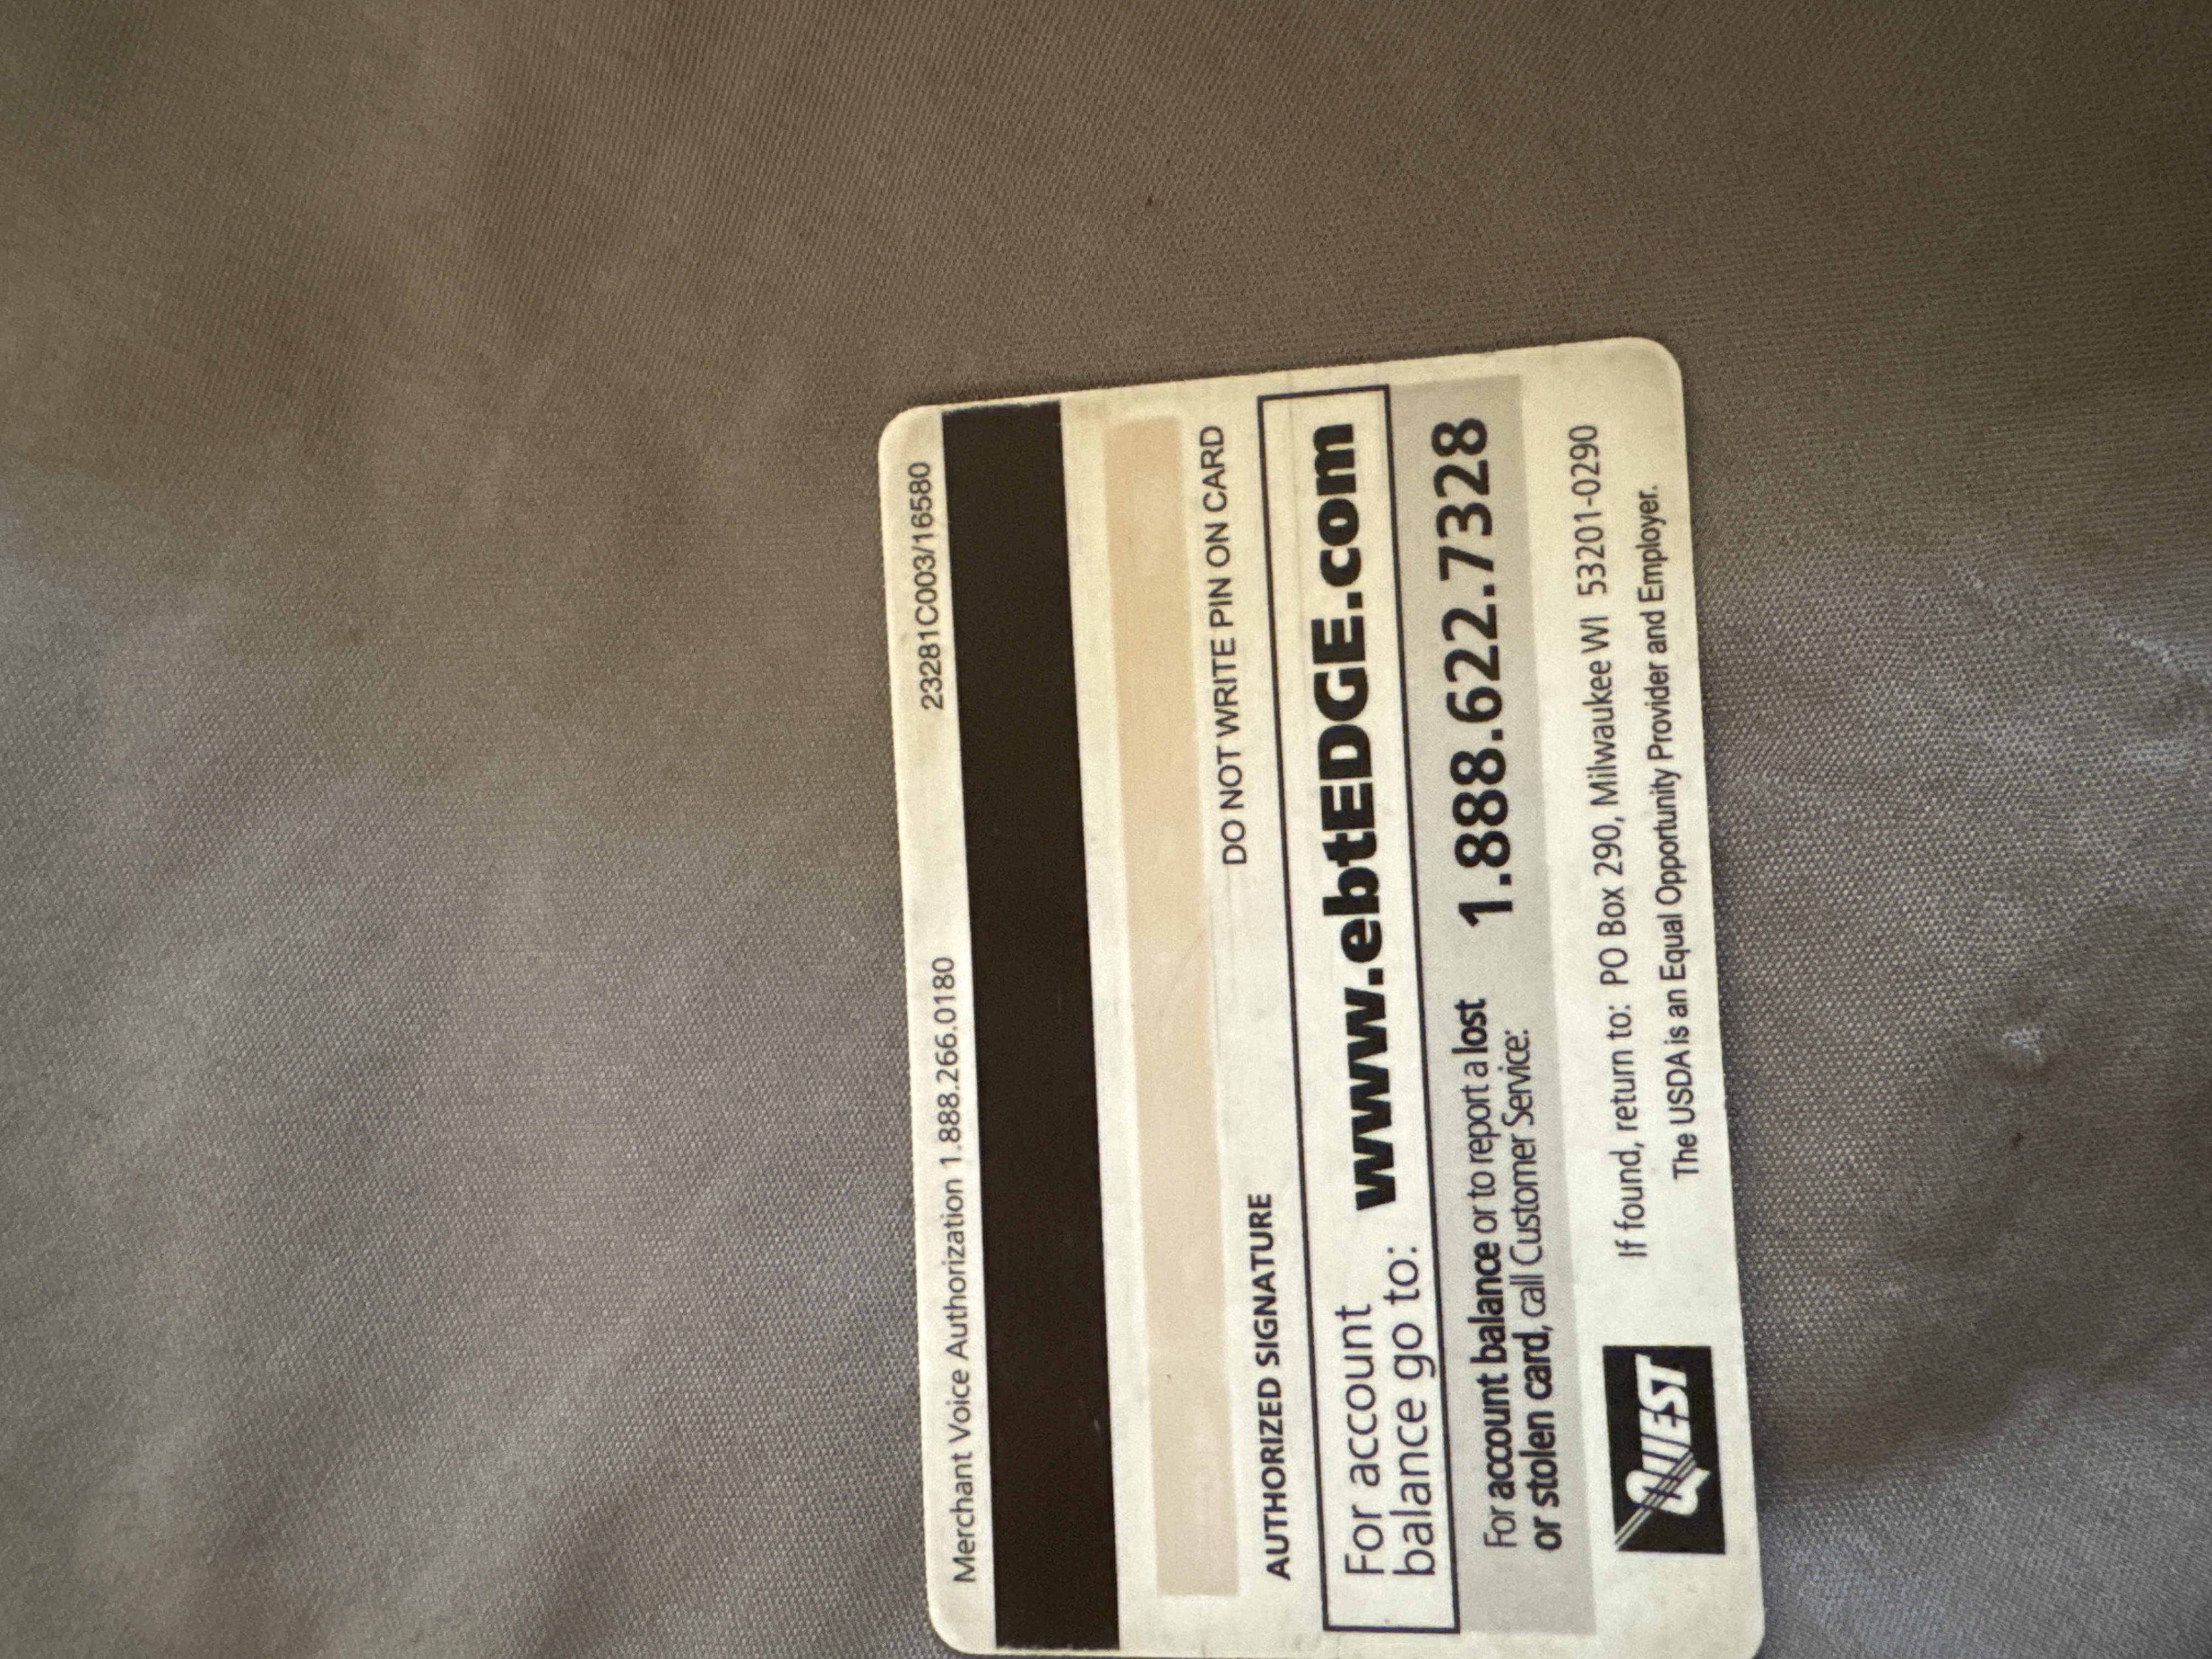 Merchant Voice Authorization 1.888.266.0180 23281C003/16580
AUTHORIZED SIGNATURE DO NOT WRITE PIN ON CARD
For account
balance go to: www.ebtEDGE.com
For account balance or to report a lost
or stolen card, call Customer Service: 1.888.622.7328
If found, return to: PO Box 290, Milwaukee WI 53201-0290
The USDA is an Equal Opportunity Provider and Employer.
QUEST